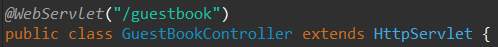 @WebServlet("/guestbook")
public class GuestBookController extends HttpServlet {